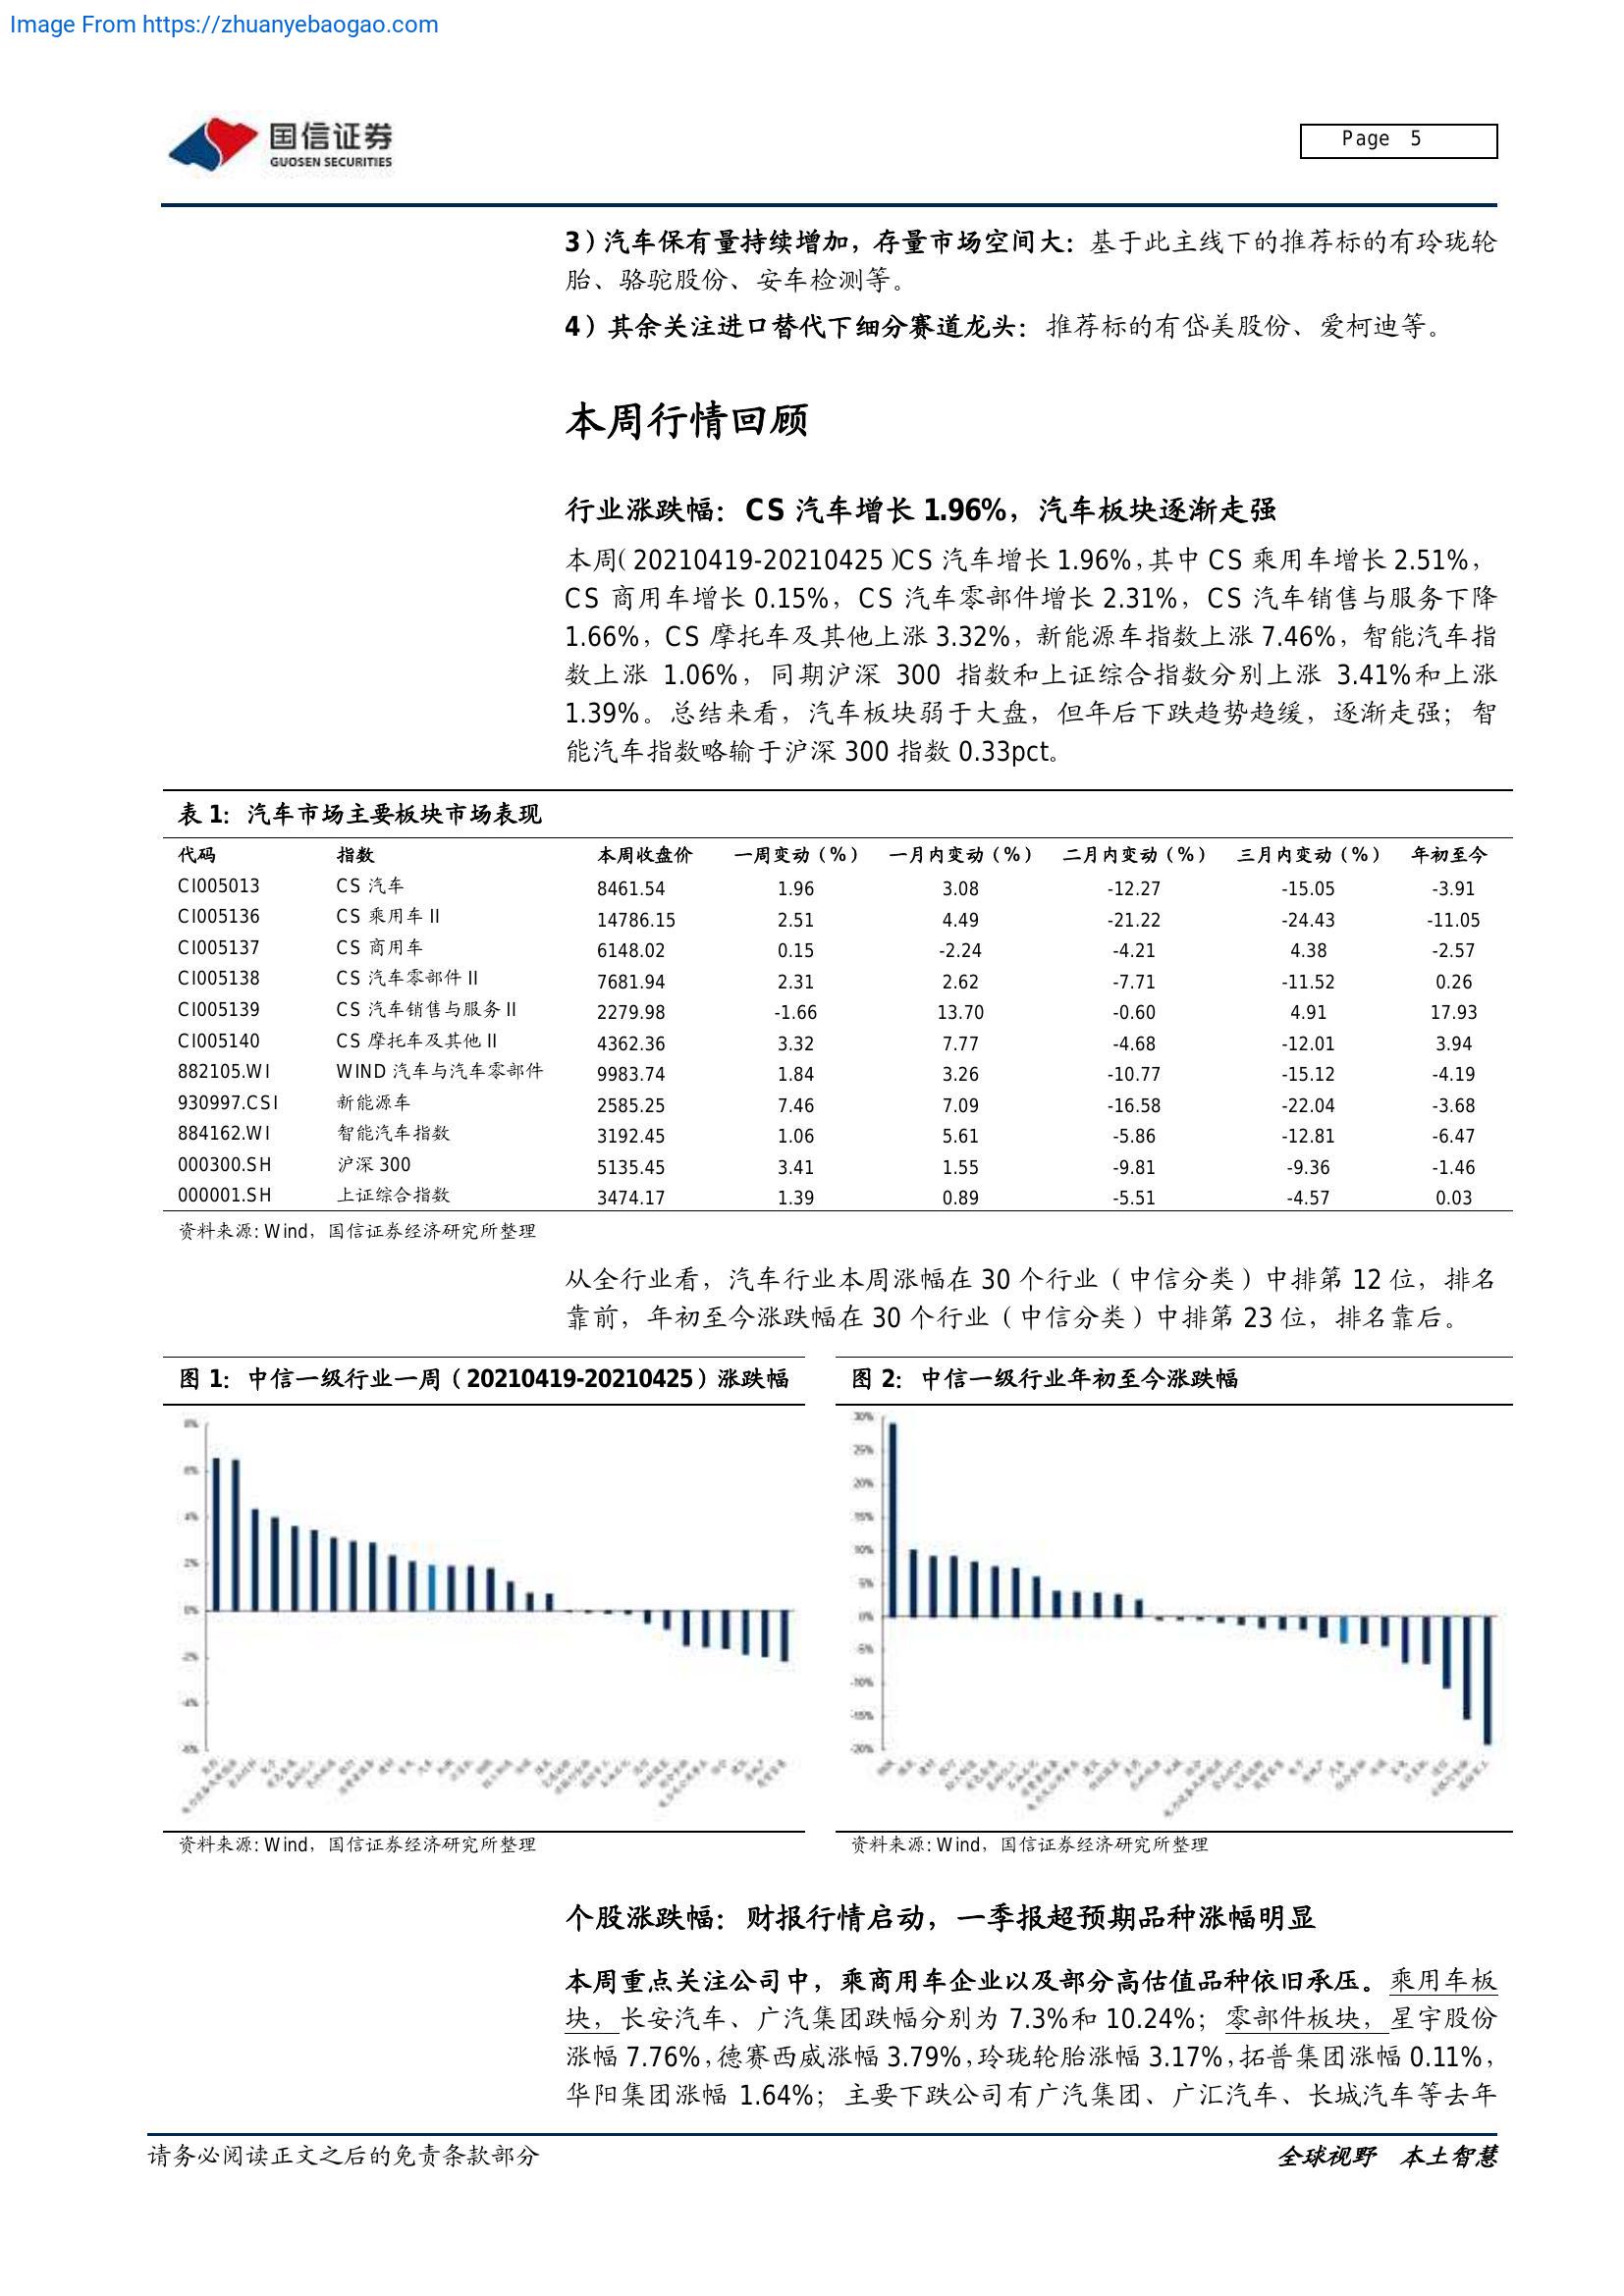 Image From https://zhuanyebaogao.com
国信证券
GUOSEN SECURITIES
Page 5
3）汽车保有量持续增加，存量市场空间大：基于此主线下的推荐标的有玲珑轮
胎、骆驼股份、安车检测等。
4）其余关注进口替代下细分赛道龙头：推荐标的有岱美股份、爱柯迪等。
本周行情回顾
行业涨跌幅：CS 汽车增长 1.96%，汽车板块逐渐走强
本周（20210419-20210425）CS 汽车增长 1.96%，其中 CS 乘用车增长 2.51%，
CS 商用车增长 0.15%，CS 汽车零部件增长 2.31%，CS 汽车销售与服务下降
1.66%，CS 摩托车及其他上涨 3.32%，新能源车指数上涨 7.46%，智能汽车指
数上涨 1.06%，同期沪深 300 指数和上证综合指数分别上涨 3.41%和上涨
1.39%。总结来看，汽车板块弱于大盘，但年后下跌趋势趋缓，逐渐走强；智
能汽车指数略输于沪深 300 指数 0.33pct。
表 1：汽车市场主要板块市场表现
代码 指数 本周收盘价 一周变动（%） 一月内变动（%） 二月内变动（%） 三月内变动（%） 年初至今
CI005013 CS 汽车 8461.54 1.96 3.08 -12.27 -15.05 -3.91
CI005136 CS 乘用车 II 14786.15 2.51 4.49 -21.22 -24.43 -11.05
CI005137 CS 商用车 6148.02 0.15 -2.24 -4.21 4.38 -2.57
CI005138 CS 汽车零部件 II 7681.94 2.31 2.62 -7.71 -11.52 0.26
CI005139 CS 汽车销售与服务 II 2279.98 -1.66 13.70 -0.60 4.91 17.93
CI005140 CS 摩托车及其他 II 4362.36 3.32 7.77 -4.68 -12.01 3.94
882105.WI WIND 汽车与汽车零部件 9983.74 1.84 3.26 -10.77 -15.12 -4.19
930997.CSI 新能源车 2585.25 7.46 7.09 -16.58 -22.04 -3.68
884162.WI 智能汽车指数 3192.45 1.06 5.61 -5.86 -12.81 -6.47
000300.SH 沪深 300 5135.45 3.41 1.55 -9.81 -9.36 -1.46
000001.SH 上证综合指数 3474.17 1.39 0.89 -5.51 -4.57 0.03
资料来源: Wind，国信证券经济研究所整理
从全行业看，汽车行业本周涨幅在 30 个行业（中信分类）中排第 12 位，排名
靠前，年初至今涨跌幅在 30 个行业（中信分类）中排第 23 位，排名靠后。
图 1：中信一级行业一周（20210419-20210425）涨跌幅
8%
6%
4%
2%
0%
-2%
-4%
-6%
资料来源: Wind，国信证券经济研究所整理
图 2：中信一级行业年初至今涨跌幅
30%
25%
20%
15%
10%
5%
0%
-5%
-10%
-15%
-20%
资料来源: Wind，国信证券经济研究所整理
个股涨跌幅：财报行情启动，一季报超预期品种涨幅明显
本周重点关注公司中，乘商用车企业以及部分高估值品种依旧承压。乘用车板
块，长安汽车、广汽集团跌幅分别为 7.3%和 10.24%；零部件板块，星宇股份
涨幅 7.76%，德赛西威涨幅 3.79%，玲珑轮胎涨幅 3.17%，拓普集团涨幅 0.11%，
华阳集团涨幅 1.64%；主要下跌公司有广汽集团、广汇汽车、长城汽车等去年
请务必阅读正文之后的免责条款部分
全球视野 本土智慧